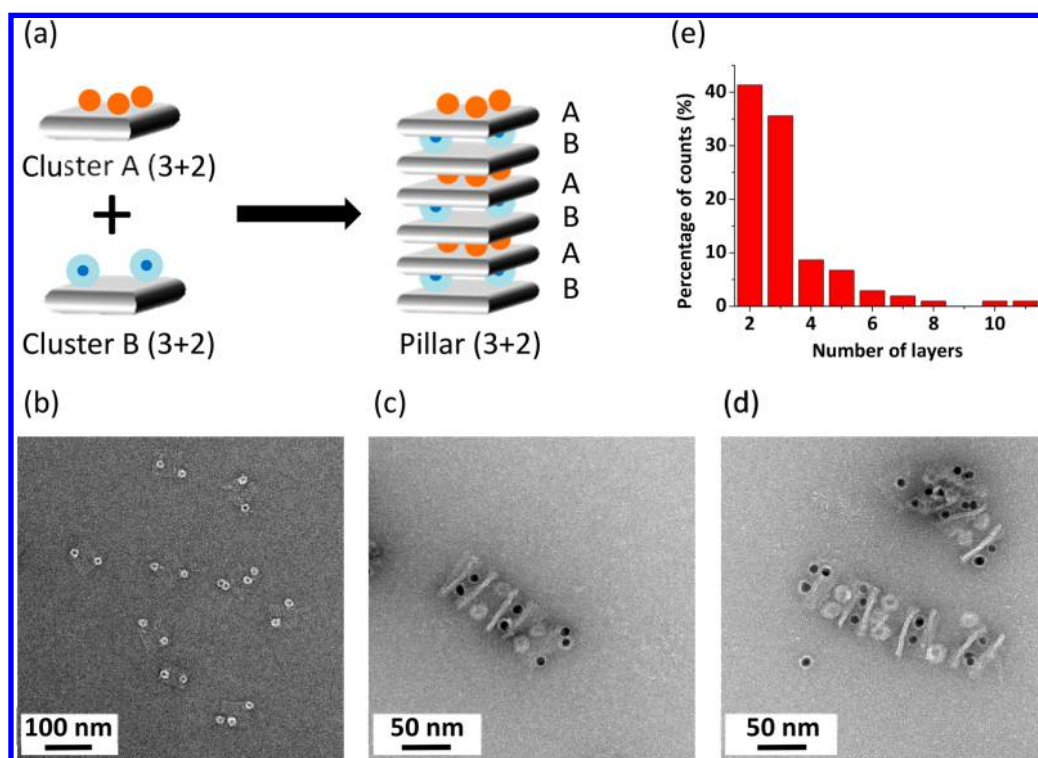 (a)
Cluster A (3+2)
+
Cluster B (3+2)
A
B
A
B
A
B
Pillar (3+2)
(e)
Percentage of counts (%)
40
30
20
10
0
2 4 6 8 10
Number of layers
(b)
100 nm
(c)
50 nm
(d)
50 nm